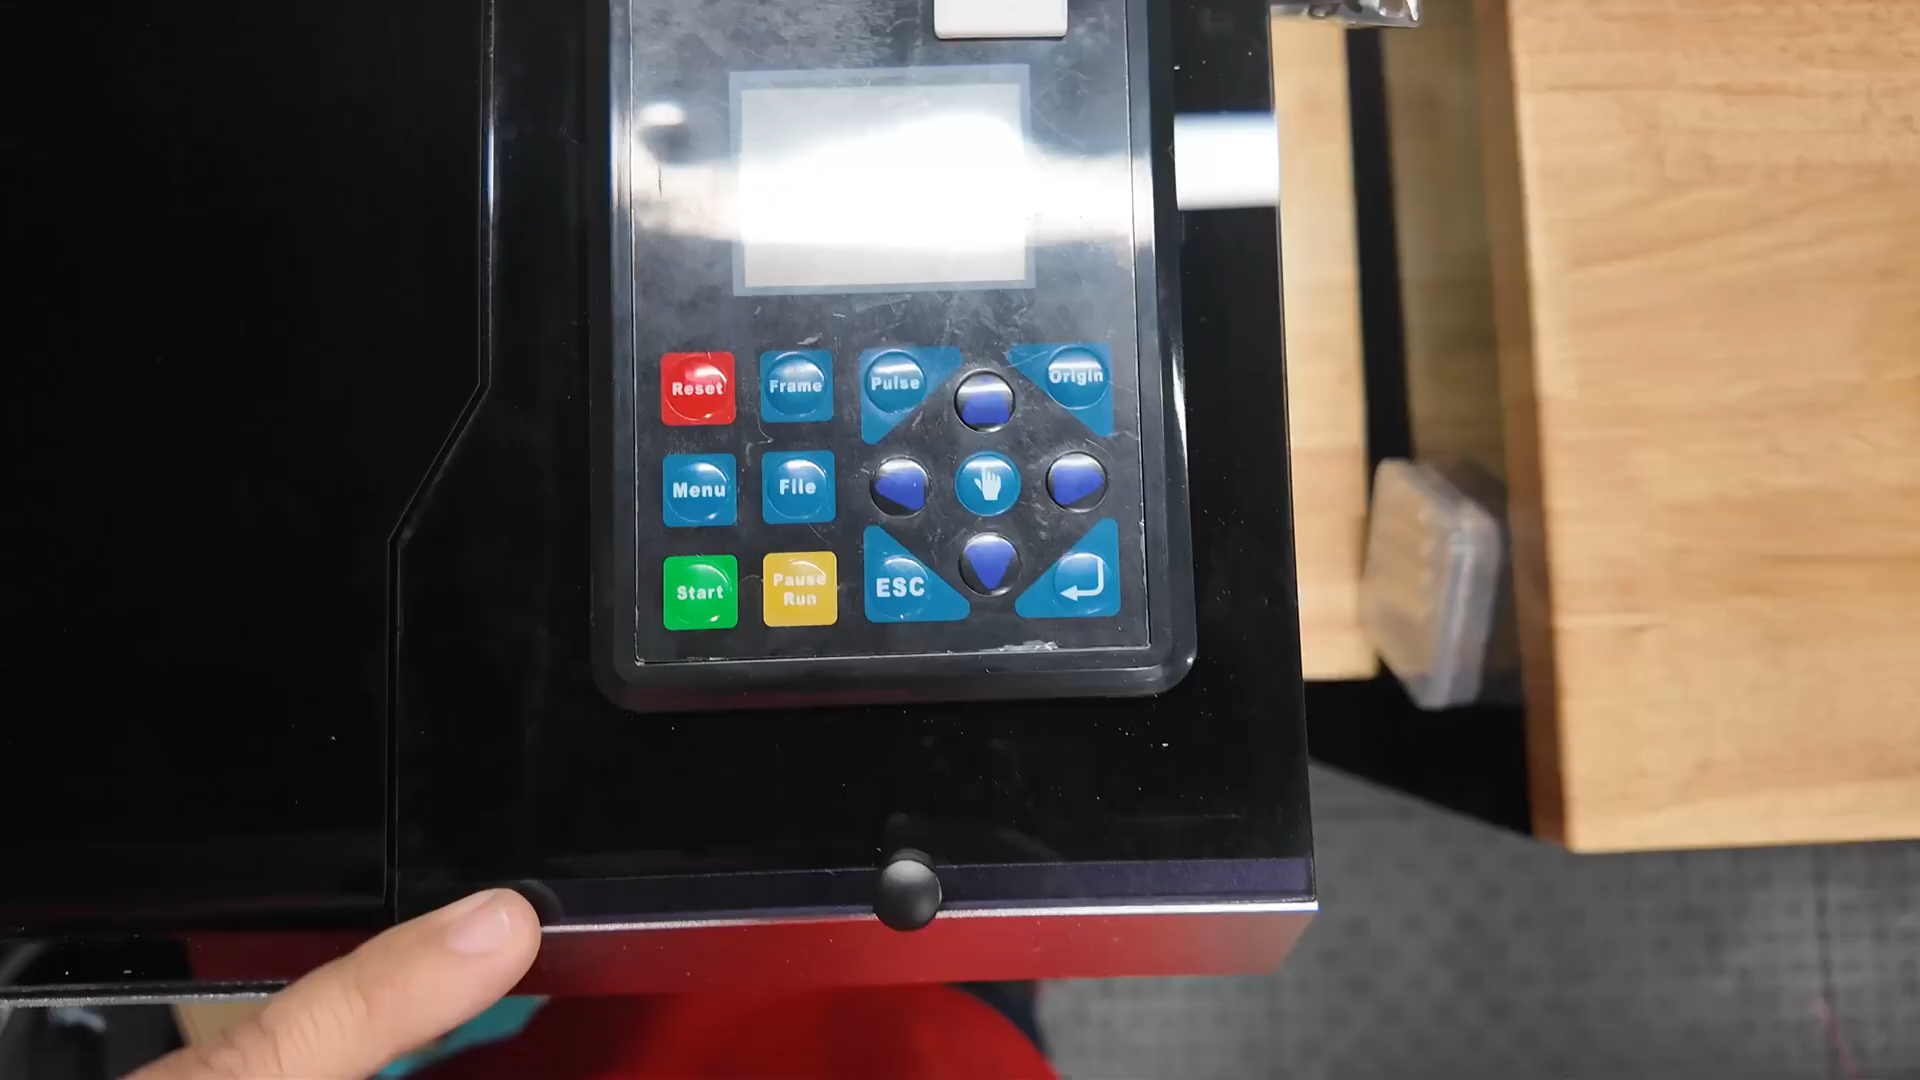 Reset
Frame
Pulse
Origin
Menu
File
Start
Pause
Run
ESC